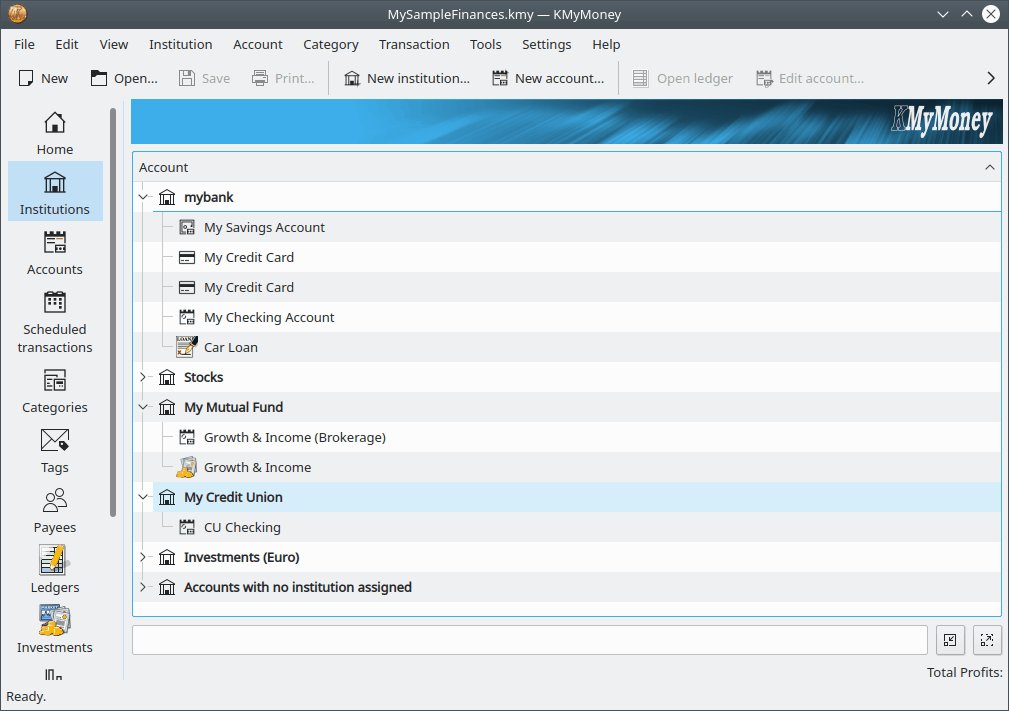 MySampleFinances.kmy — KMyMoney
File Edit View Institution Account Category Transaction Tools Settings Help
New Open... Save Print... New institution... New account... Open ledger Edit account...
KMyMoney
Home
Institutions
Accounts
Scheduled
transactions
Categories
Tags
Payees
Ledgers
Investments
Account
mybank
My Savings Account
My Credit Card
My Credit Card
My Checking Account
Car Loan
Stocks
My Mutual Fund
Growth & Income (Brokerage)
Growth & Income
My Credit Union
CU Checking
Investments (Euro)
Accounts with no institution assigned
Total Profits:
Ready.